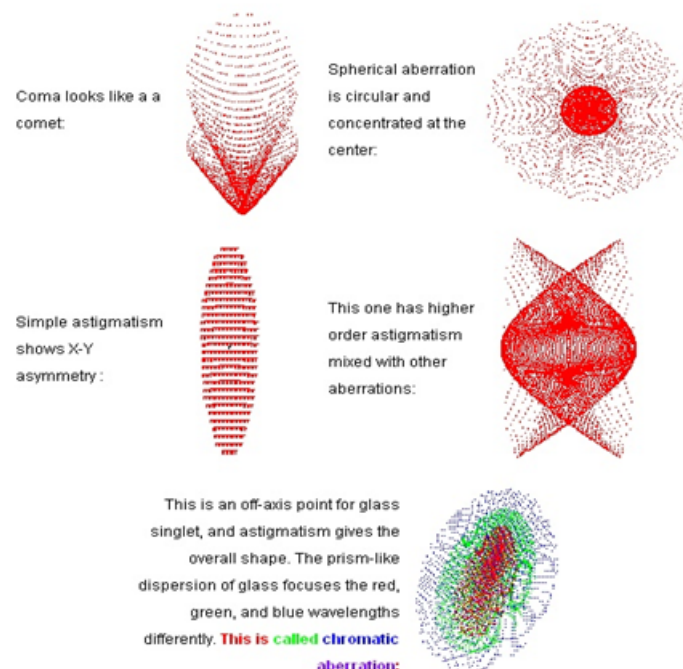 Coma looks like a a
comet:
Spherical aberration
is circular and
concentrated at the
center:
Simple astigmatism
shows X-Y
asymmetry :
This one has higher
order astigmatism
mixed with other
aberrations:
This is an off-axis point for glass
singlet, and astigmatism gives the
overall shape. The prism-like
dispersion of glass focuses the red,
green, and blue wavelengths
differently. This is called chromatic
aberration: